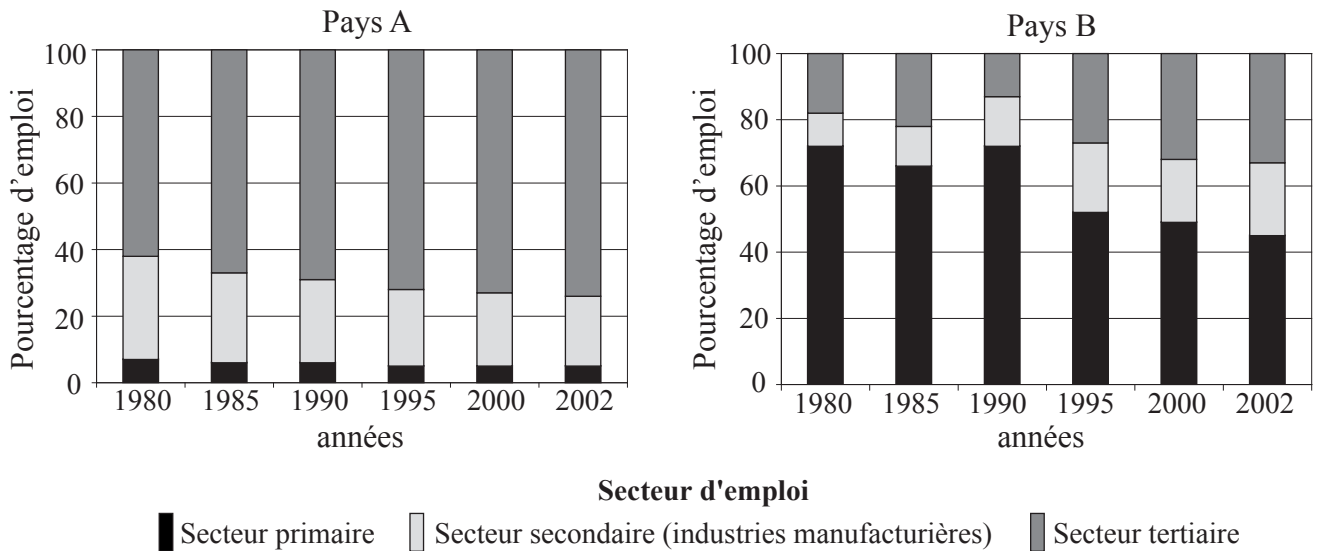 Pays A
100
80
60
40
20
0
Pourcentage d'emploi
1980 1985 1990 1995 2000 2002
années
Pays B
100
80
60
40
20
0
Pourcentage d'emploi
1980 1985 1990 1995 2000 2002
années
Secteur d'emploi
Secteur primaire Secteur secondaire (industries manufacturières) Secteur tertiaire